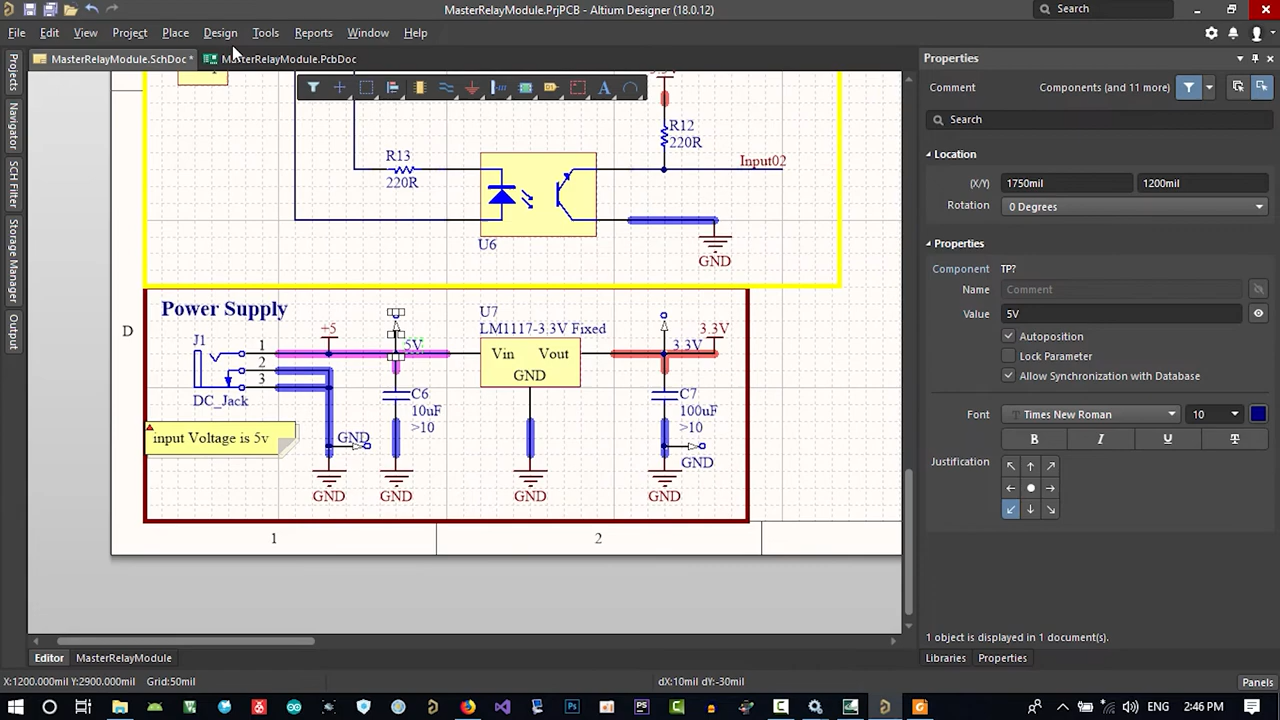 MasterRelayModule.PrjPCB - Altium Designer (18.0.12)
Search
File Edit View Project Place Design Tools Reports Window Help
MasterRelayModule.SchDoc *
MasterRelayModule.PcbDoc
Projects
Navigator
SCH Filter
Storage Manager
Output
R12
220R
R13
220R
Input02
U6
GND
D
Power Supply
J1
1
2
3
DC_Jack
input Voltage is 5v
+5
5V
C6
10uF
>10
GND
GND
GND
U7
LM1117-3.3V Fixed
Vin
Vout
GND
GND
3.3V
3.3V
C7
100uF
>10
GND
GND
1
2
Editor
MasterRelayModule
Properties
Comment
Components (and 11 more)
Search
Location
(X/Y)
1750mil
1200mil
Rotation
0 Degrees
Properties
Component
TP?
Name
Comment
Value
5V
Autoposition
Lock Parameter
Allow Synchronization with Database
Font
Times New Roman
10
B I U T
Justification
1 object is displayed in 1 document(s).
Libraries
Properties
X:1200.000mil Y:2900.000mil Grid:50mil
dX:10mil dY:-30mil
Panels
ENG
2:46 PM